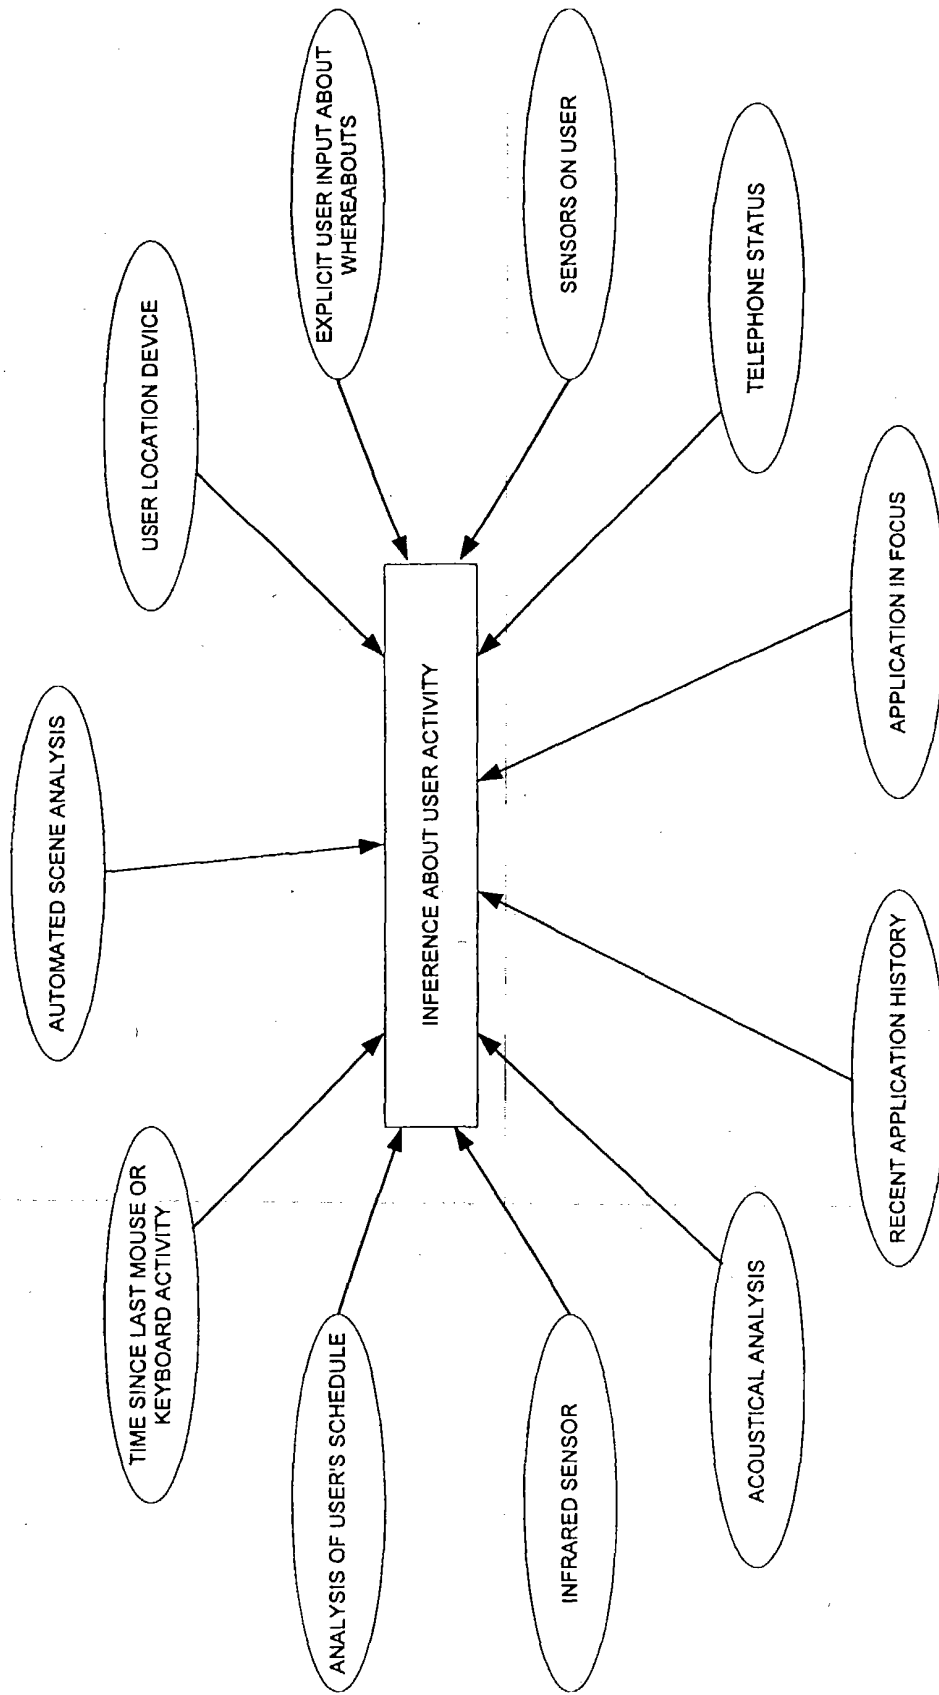 AUTOMATED SCENE ANALYSIS
TIME SINCE LAST MOUSE OR
KEYBOARD ACTIVITY
USER LOCATION DEVICE
ANALYSIS OF USER'S SCHEDULE
EXPLICIT USER INPUT ABOUT
WHEREABOUTS
INFERENCE ABOUT USER ACTIVITY
INFRARED SENSOR
SENSORS ON USER
ACOUSTICAL ANALYSIS
TELEPHONE STATUS
RECENT APPLICATION HISTORY
APPLICATION IN FOCUS